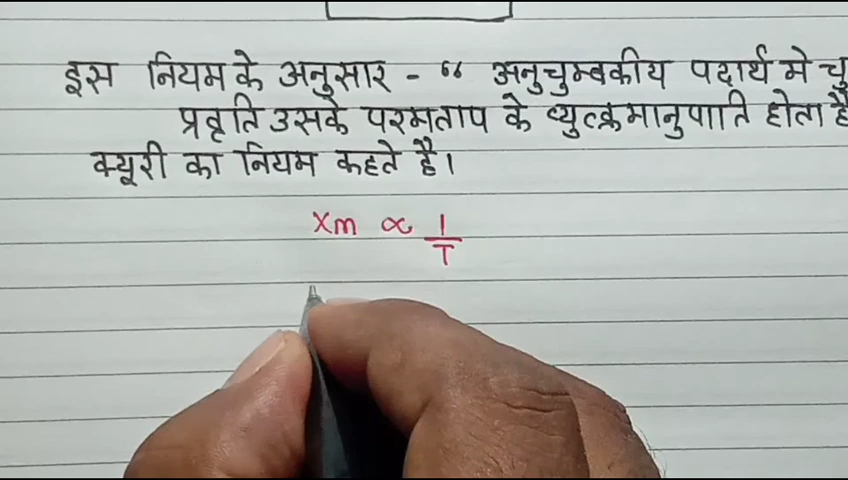 इस नियम के अनुसार - “ अनुचुम्बकीय पदार्थ मे
प्रवृति उसके परमताप के व्युत्क्रमानुपाति होता है
क्यूरी का नियम कहते है।
Xm ∝ 1/T